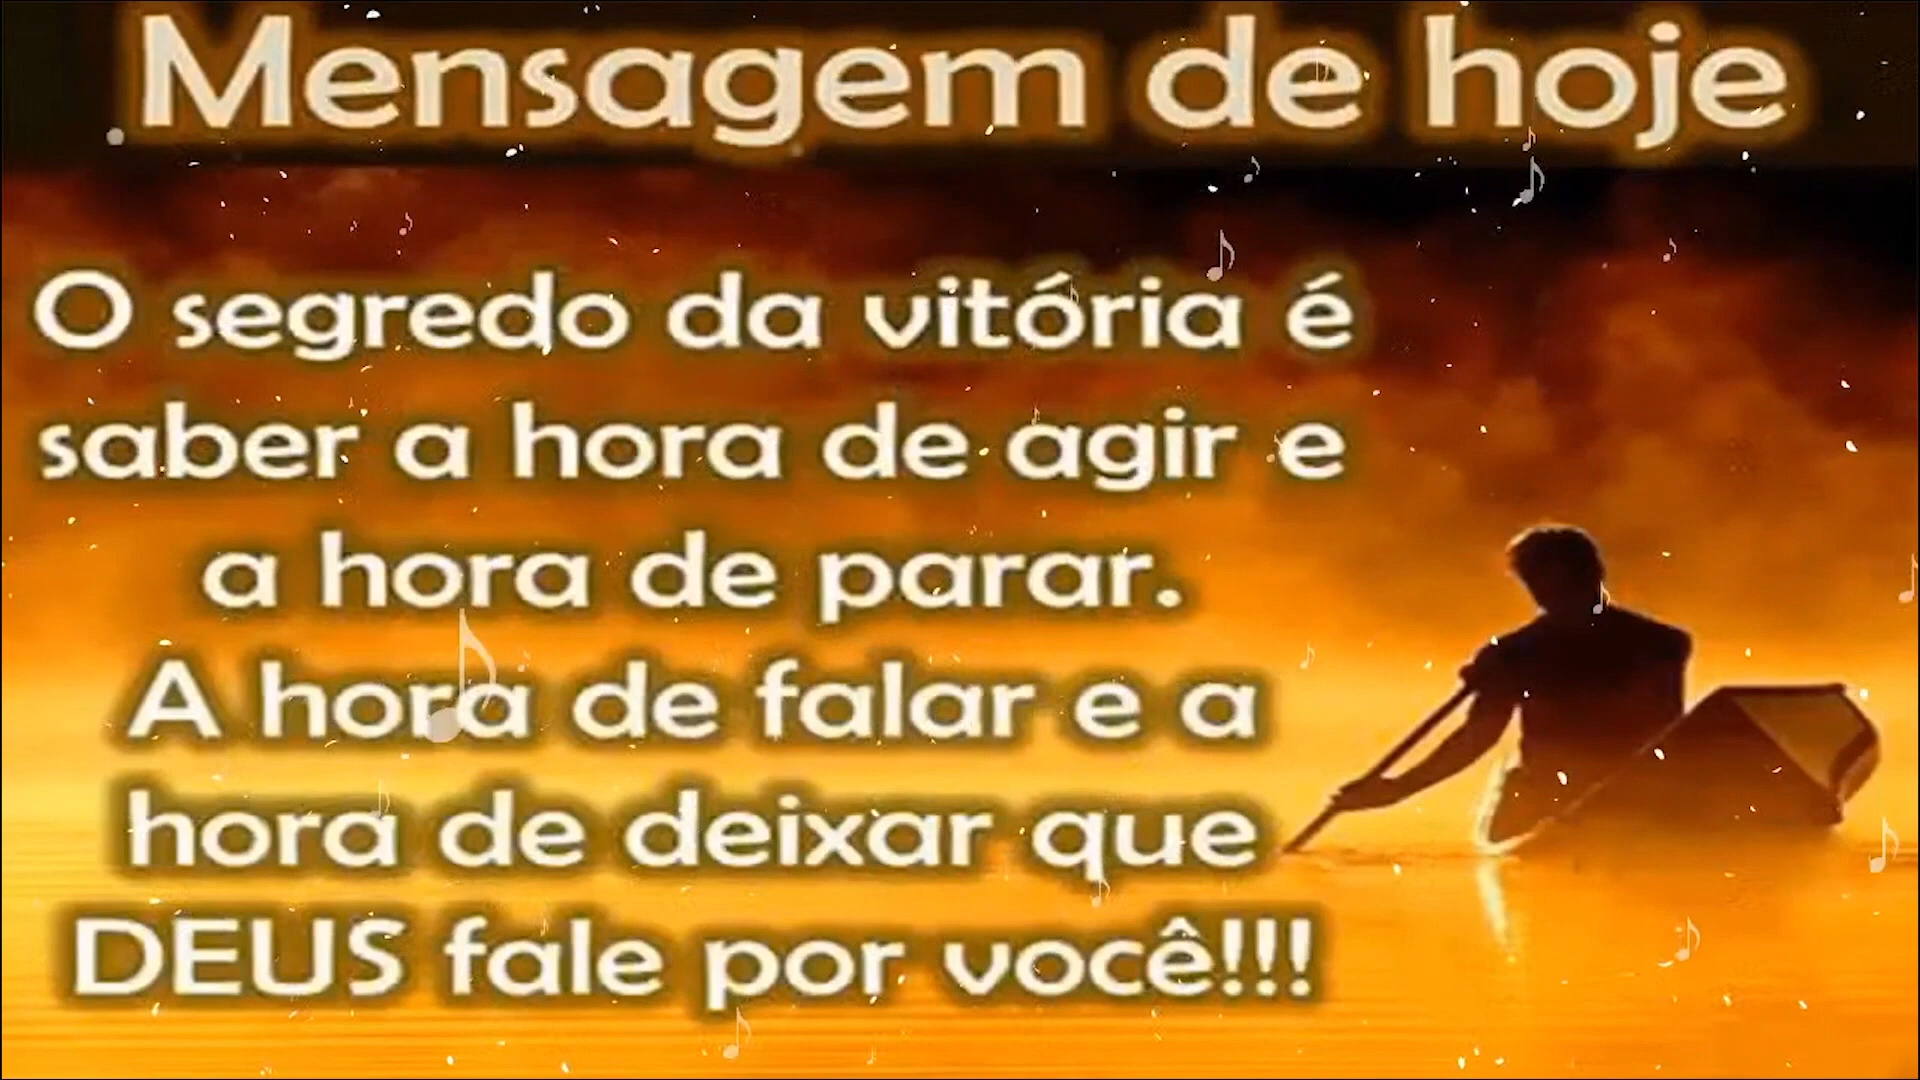 Mensagem de hoje
O segredo da vitória é
saber a hora de agir e
a hora de parar.
A hora de falar e a
hora de deixar que
DEUS fale por você!!!